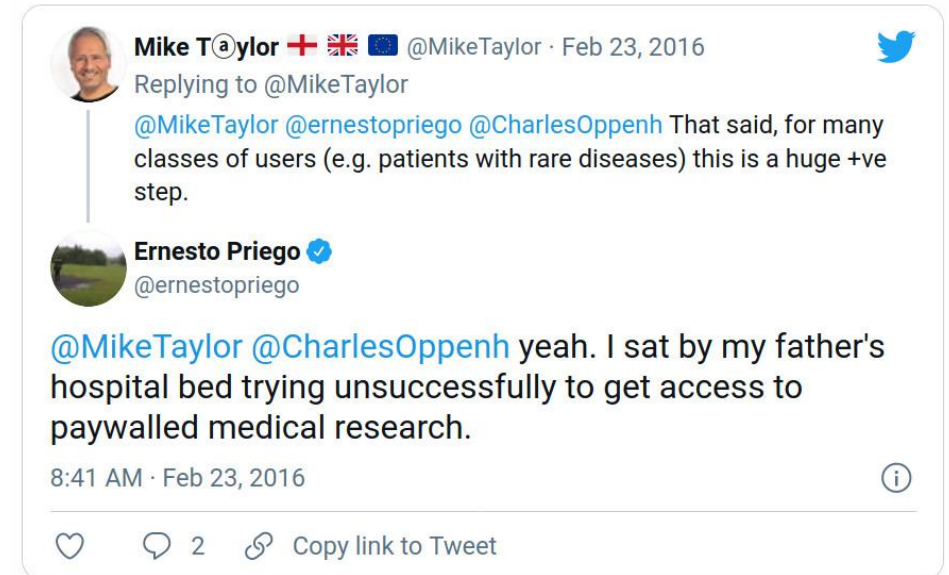 Mike Tⓐylor 🏴󠁧󠁢󠁥󠁮󠁧󠁿 🇬🇧 🇪🇺 @MikeTaylor · Feb 23, 2016
Replying to @MikeTaylor
@MikeTaylor @ernestopriego @CharlesOppenh That said, for many
classes of users (e.g. patients with rare diseases) this is a huge +ve
step.
Ernesto Priego
@ernestopriego
@MikeTaylor @CharlesOppenh yeah. I sat by my father's
hospital bed trying unsuccessfully to get access to
paywalled medical research.
8:41 AM · Feb 23, 2016
2 Copy link to Tweet